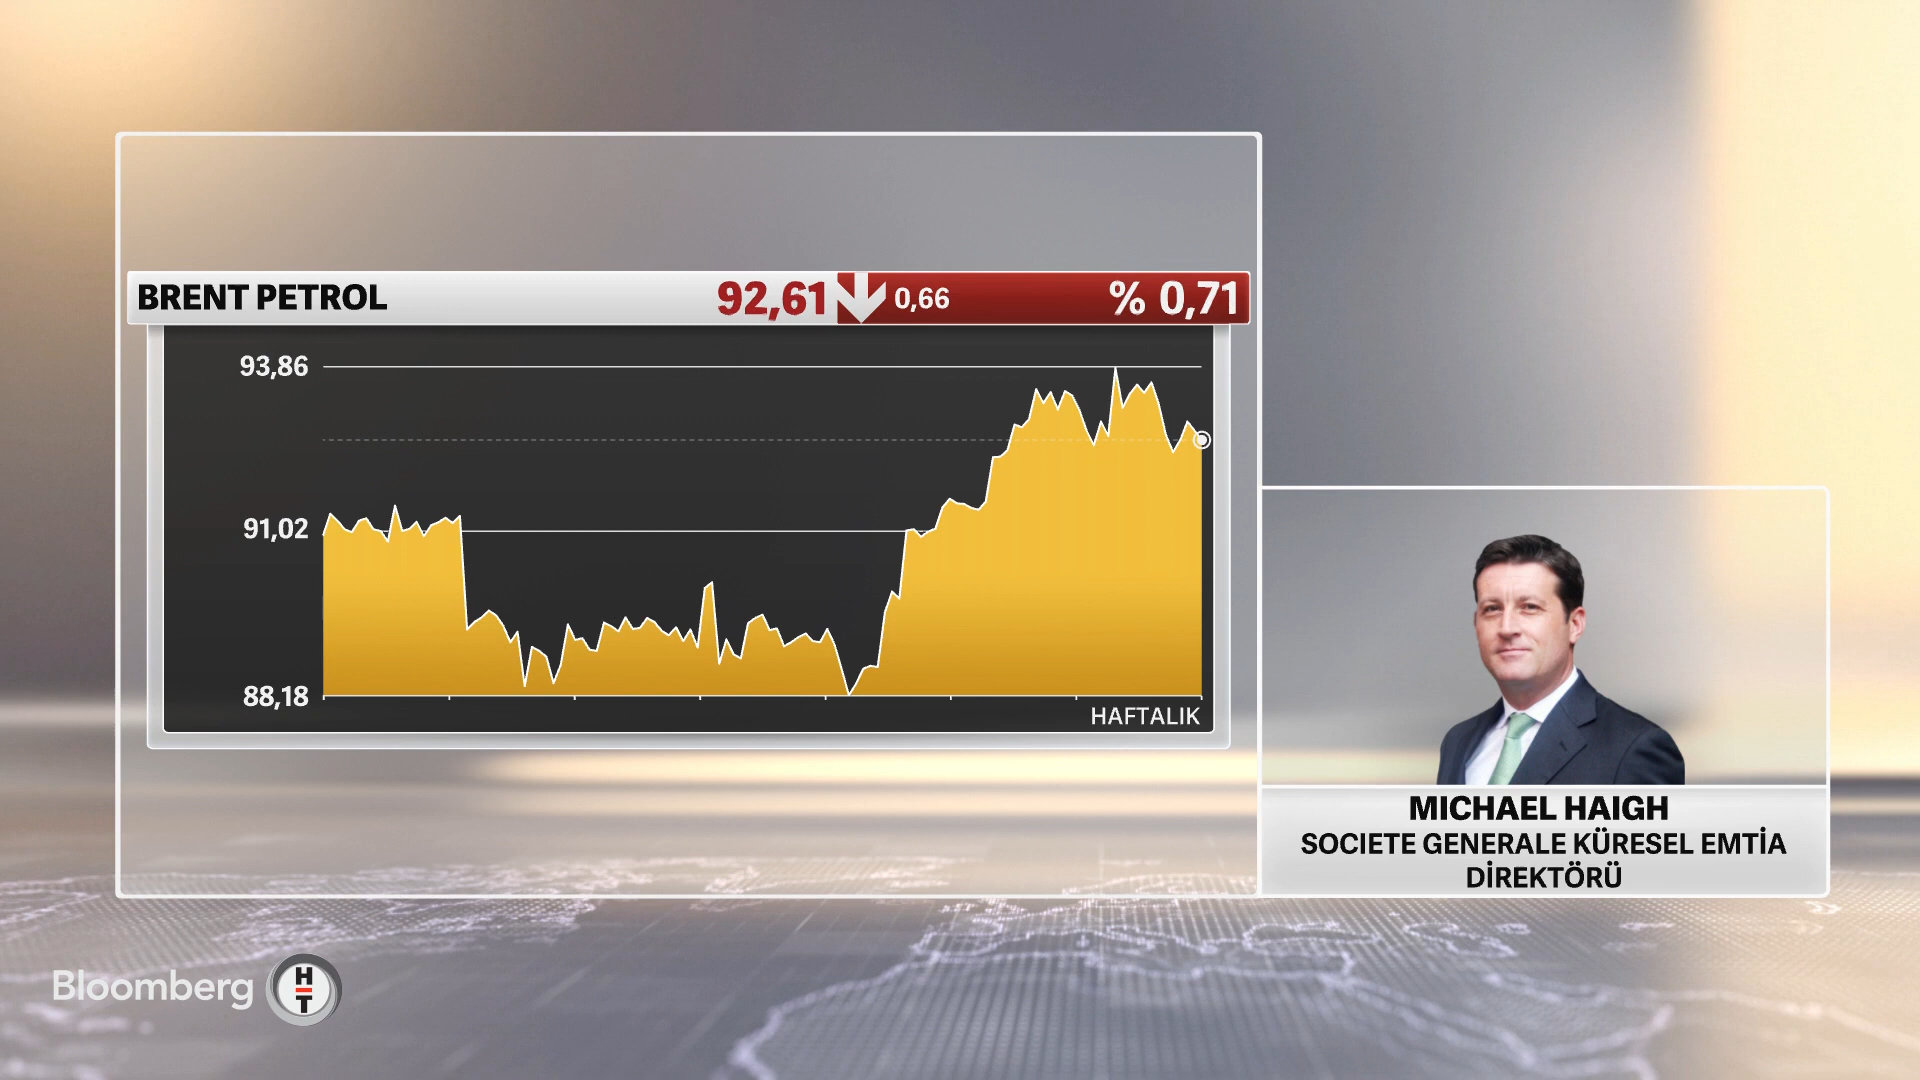 BRENT PETROL 92,61 0,66 % 0,71
93,86
91,02
88,18
HAFTALIK
MICHAEL HAIGH
SOCIETE GENERALE KÜRESEL EMTİA
DİREKTÖRÜ
Bloomberg HT